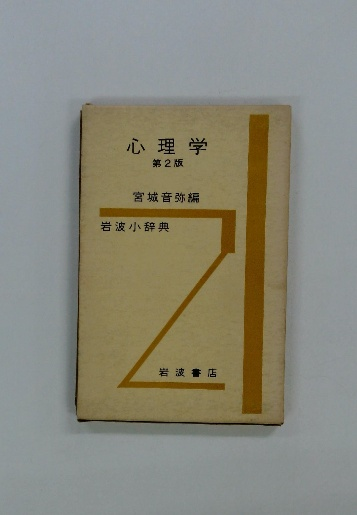 心理学
第2版
宮城音弥編
岩波小辞典
岩波書店